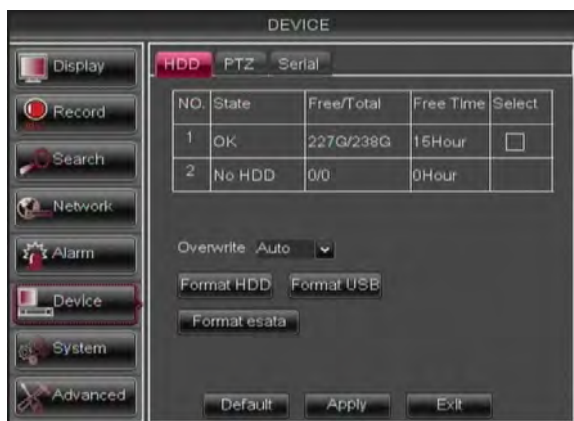 DEVICE
Display
Record
Search
Network
Alarm
Device
System
Advanced
HDD PTZ Serial
NO. State Free/Total Free Time Select
1 OK 227G/238G 15Hour
2 No HDD 0/0 0Hour
Overwrite Auto
Format HDD Format USB
Format esata
Default Apply Exit